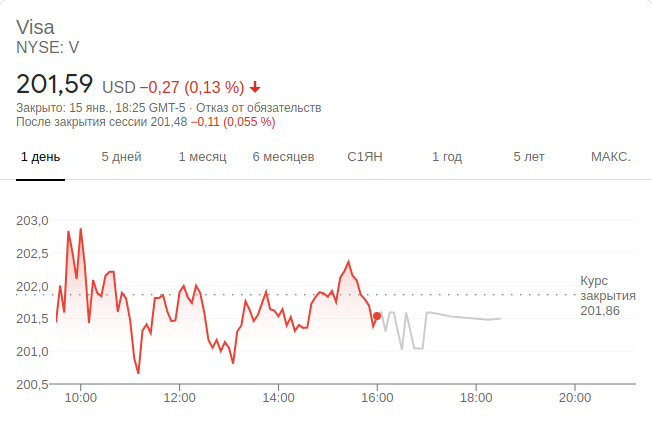 Visa
NYSE: V
201,59 USD −0,27 (0,13 %)
Закрыто: 15 янв., 18:25 GMT-5 · Отказ от обязательств
После закрытия сессии 201,48 −0,11 (0,055 %)
1 день 5 дней 1 месяц 6 месяцев С1ЯН 1 год 5 лет МАКС.
203,0
202,5
202,0
201,5
201,0
200,5
Курс
закрытия
201,86
10:00 12:00 14:00 16:00 18:00 20:00